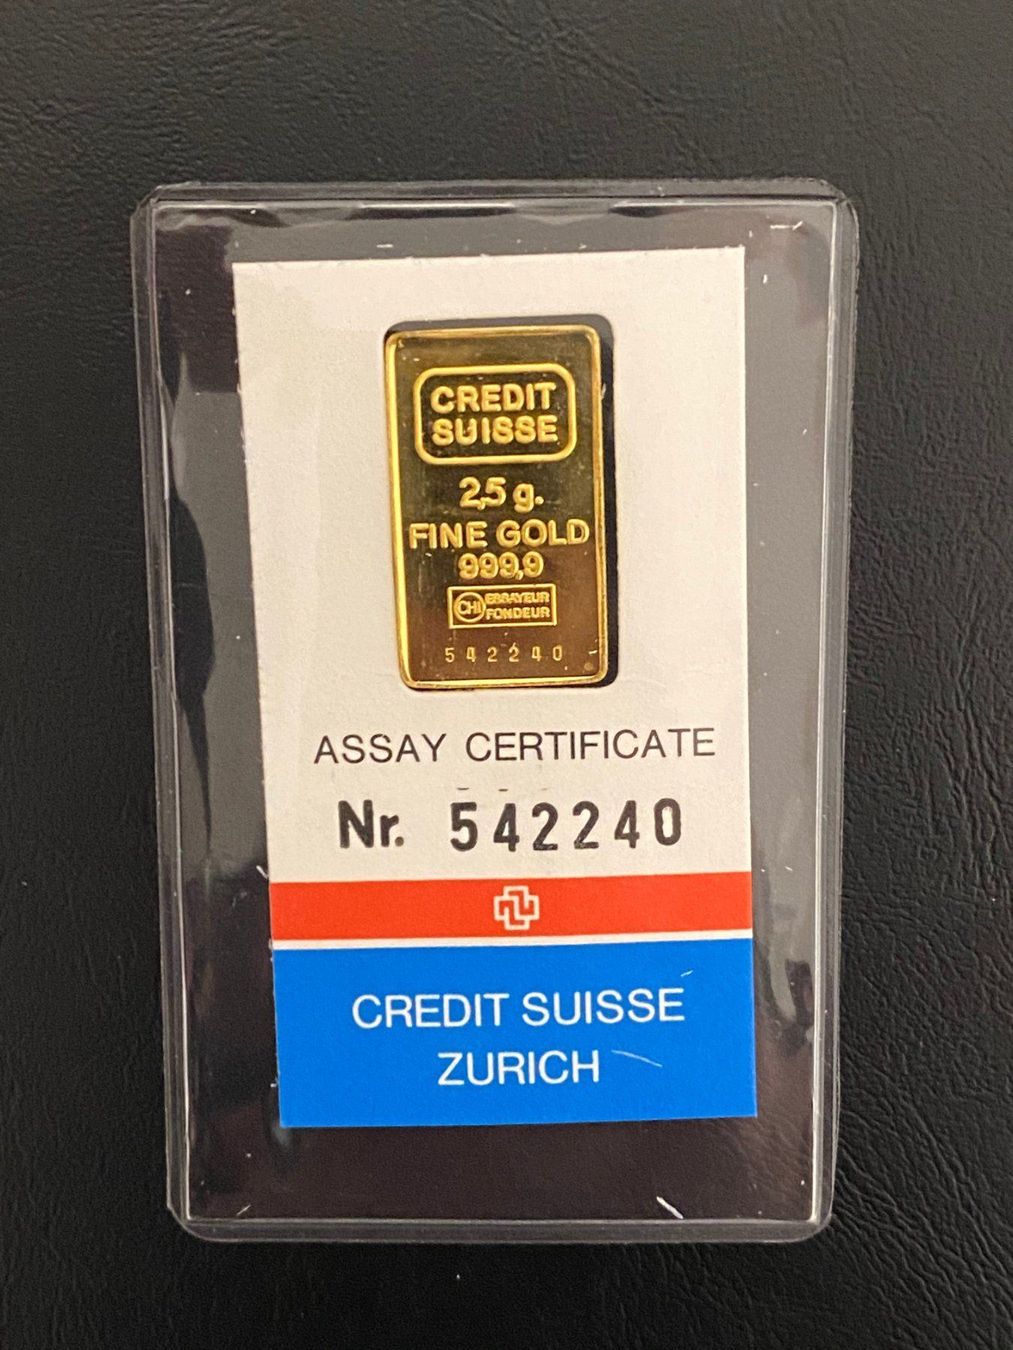 CREDIT
SUISSE
2,5 g.
FINE GOLD
999,9
CHI ESSAYEUR
FONDEUR
542240
ASSAY CERTIFICATE
Nr. 542240
CREDIT SUISSE
ZURICH